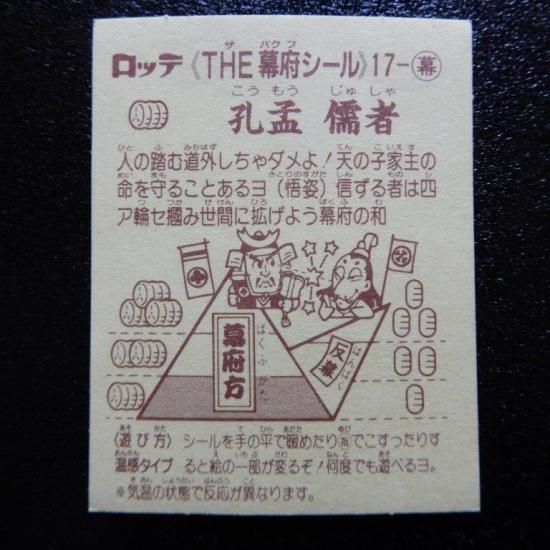 ロッテ《THE幕府シール》17-幕
孔孟 儒者
人の踏む道外しちゃダメよ!天の子家主の
命を守ることあるヨ(悟姿)信ずる者は四
ア輪セ摑み世間に拡げよう幕府の和
幕府方
反幕
〈遊び方〉シールを手の平で暖めたり指でこすったりす
温感タイプ ると絵の一部が変るぞ!何度でも遊べるヨ。
※気温の状態で反応が異なります。